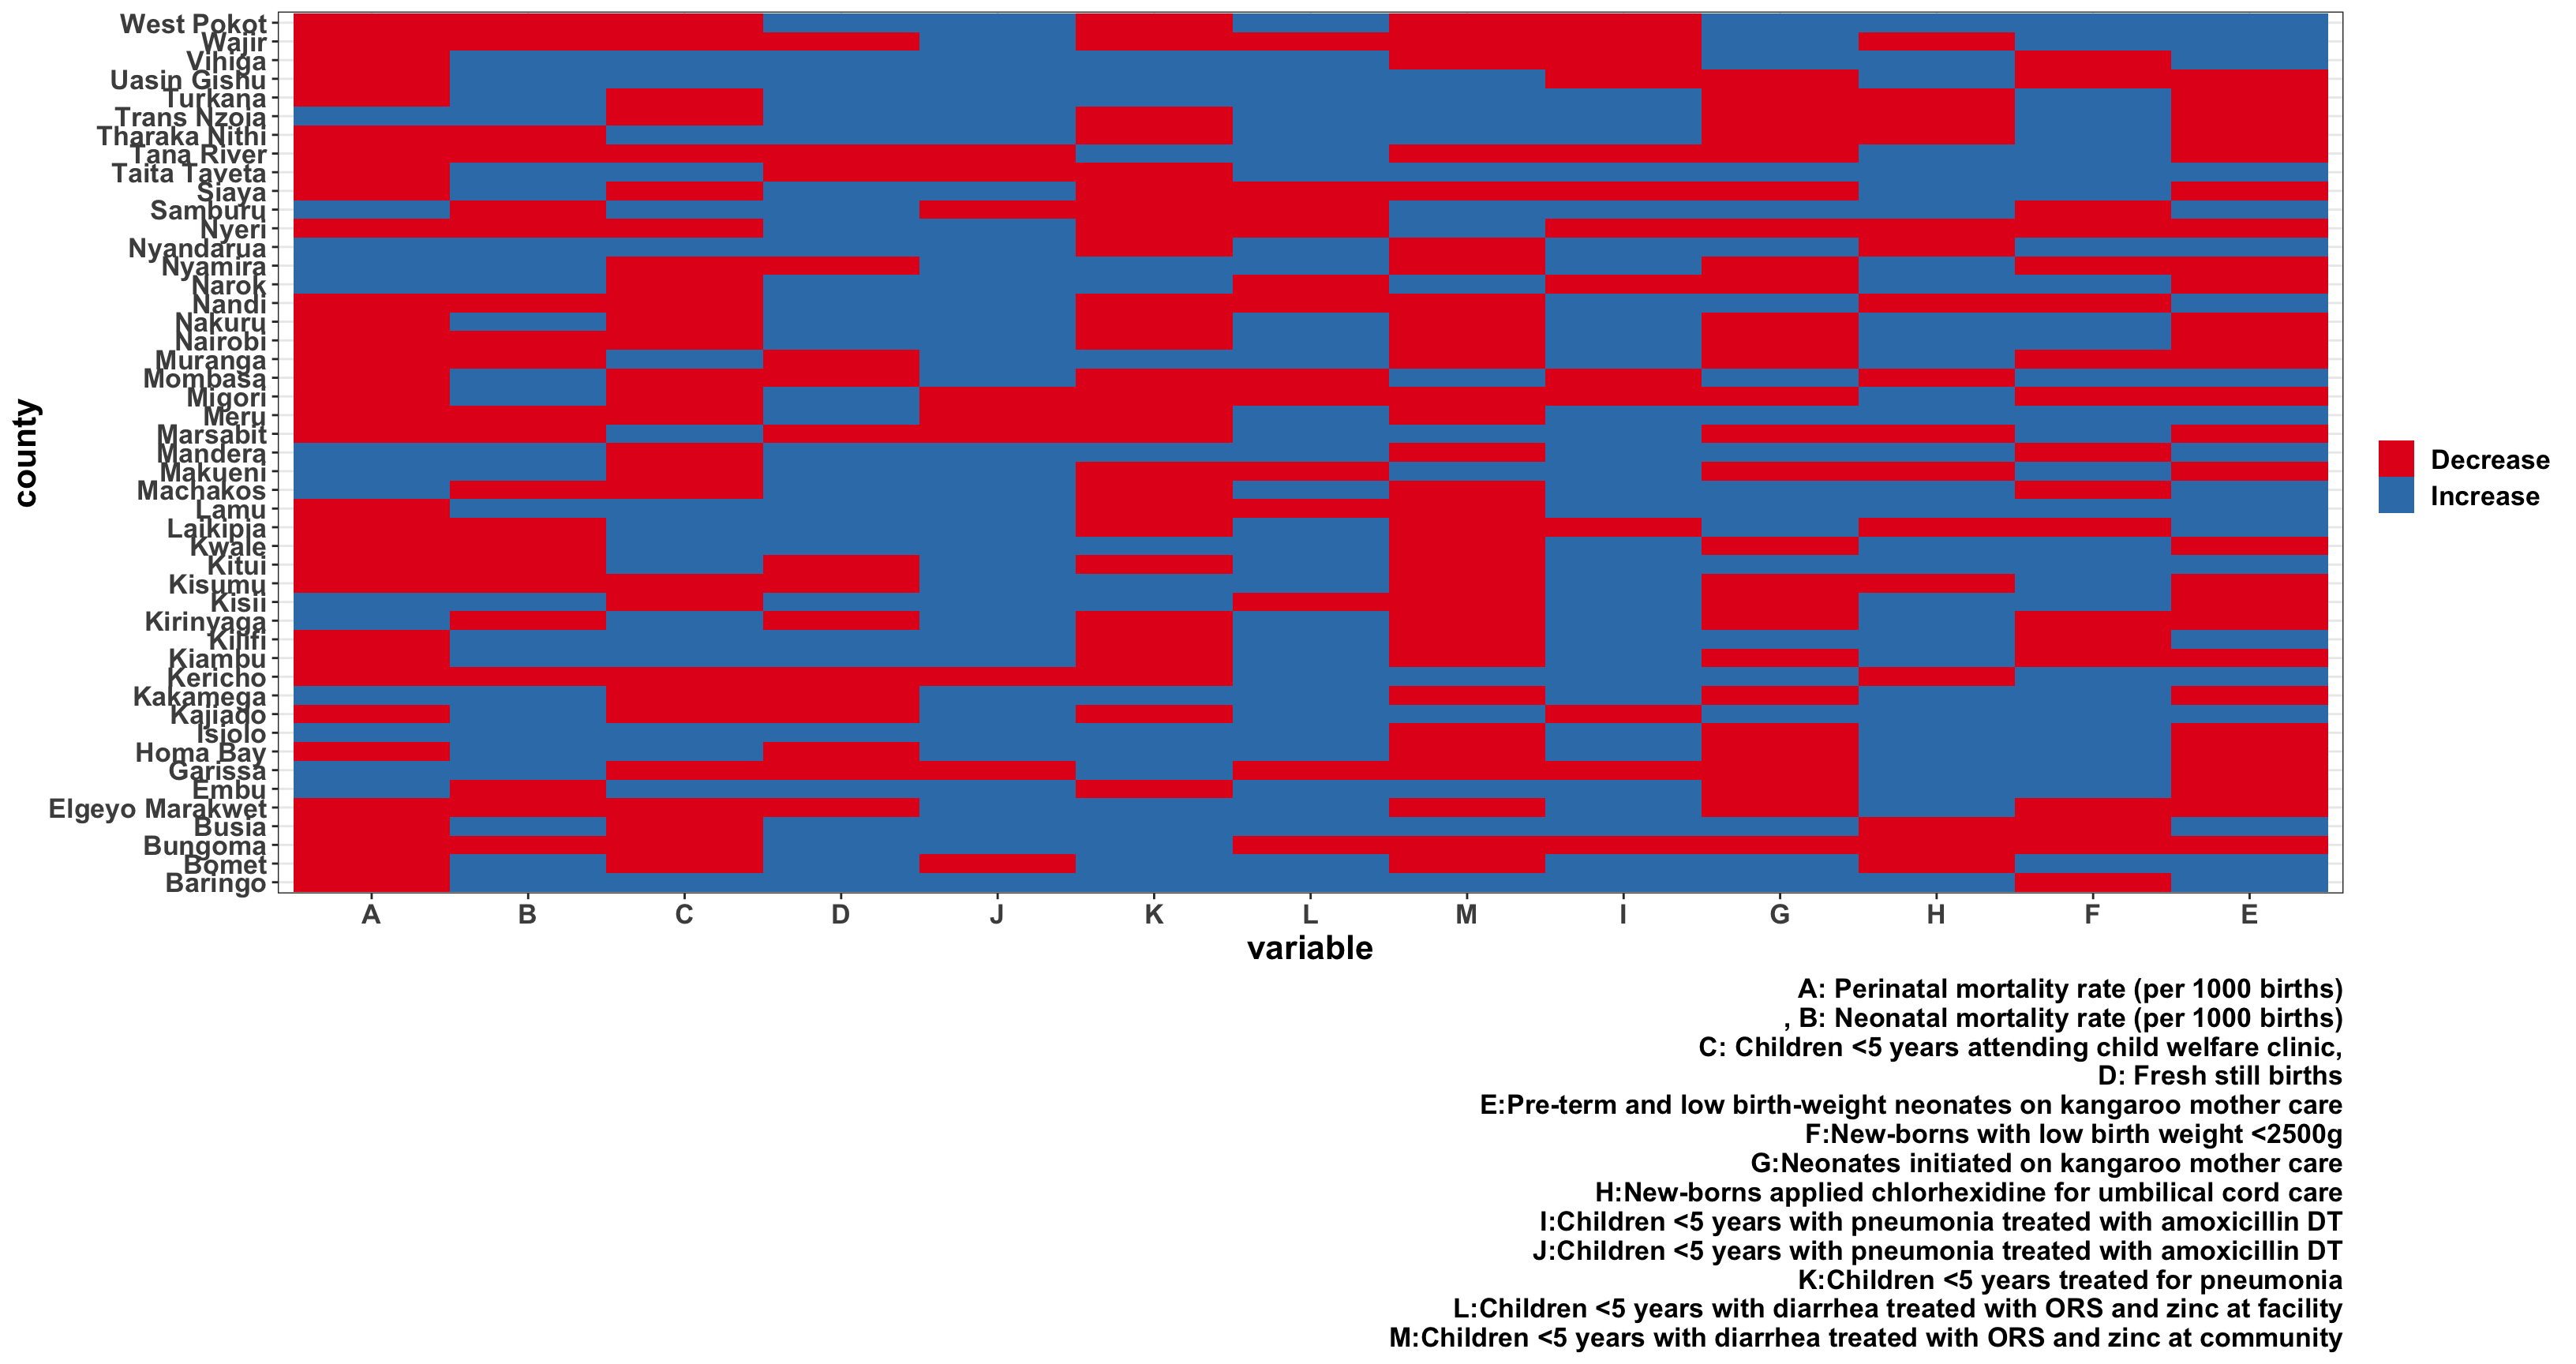 West Pokot
Wajir
Vihiga
Uasin Gishu
Turkana
Trans Nzoia
Tharaka Nithi
Tana River
Taita Taveta
Siaya
Samburu
Nyeri
Nyandarua
Nyamira
Narok
Nandi
Nakuru
Nairobi
Muranga
Mombasa
Migori
Meru
Marsabit
Mandera
Makueni
Machakos
Lamu
Laikipia
Kwale
Kitui
Kisumu
Kisii
Kirinyaga
Kilifi
Kiambu
Kericho
Kakamega
Kajiado
Isiolo
Homa Bay
Garissa
Embu
Elgeyo Marakwet
Busia
Bungoma
Bomet
Baringo
county
Decrease
Increase
A B C D J K L M I G H F E
variable
A: Perinatal mortality rate (per 1000 births)
, B: Neonatal mortality rate (per 1000 births)
C: Children <5 years attending child welfare clinic,
D: Fresh still births
E:Pre-term and low birth-weight neonates on kangaroo mother care
F:New-borns with low birth weight <2500g
G:Neonates initiated on kangaroo mother care
H:New-borns applied chlorhexidine for umbilical cord care
I:Children <5 years with pneumonia treated with amoxicillin DT
J:Children <5 years with pneumonia treated with amoxicillin DT
K:Children <5 years treated for pneumonia
L:Children <5 years with diarrhea treated with ORS and zinc at facility
M:Children <5 years with diarrhea treated with ORS and zinc at community